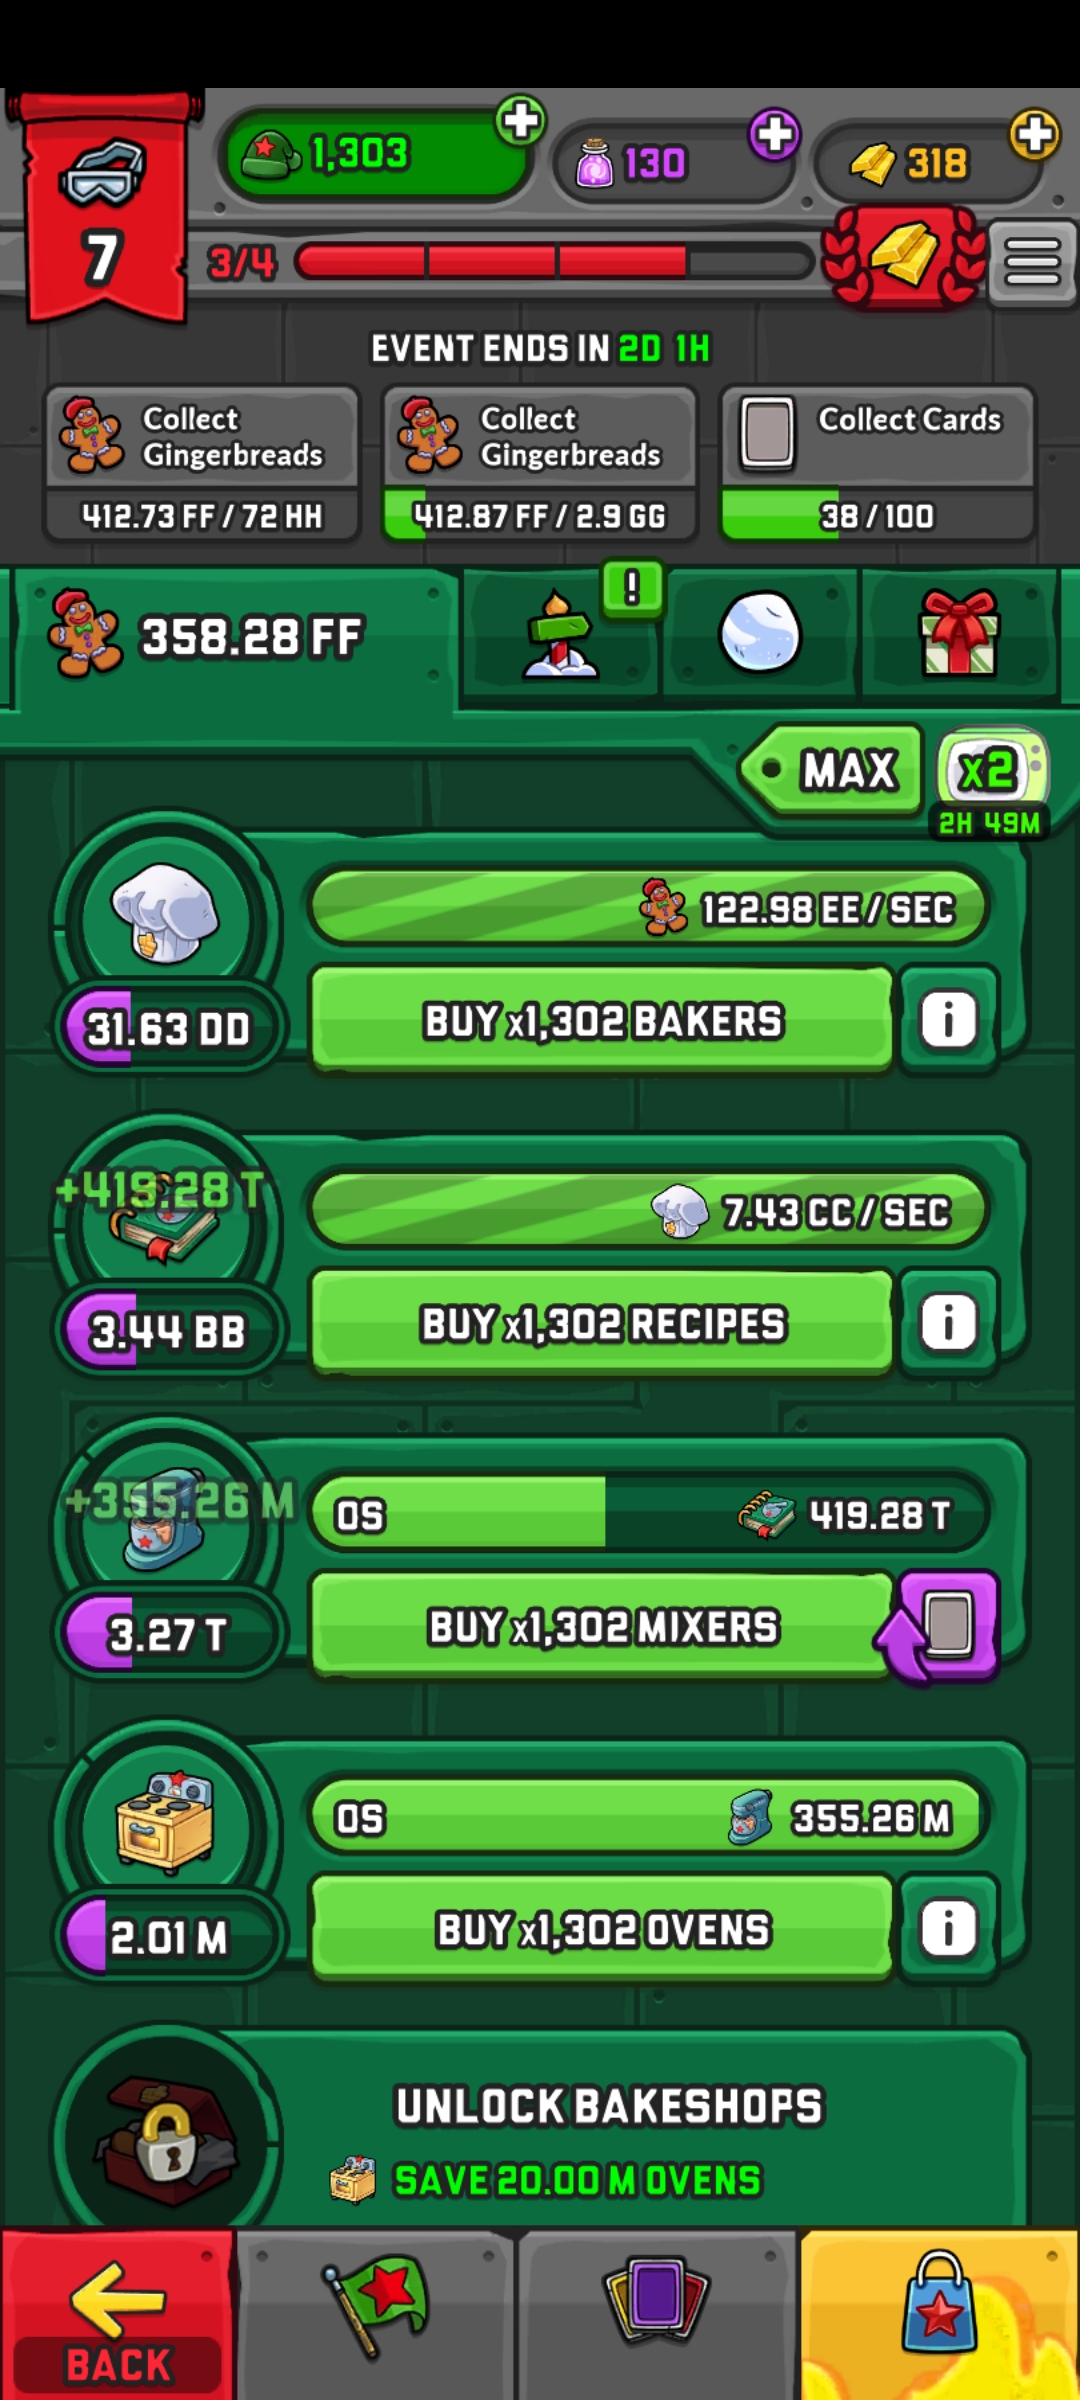 1,303
130
318
7
3/4
EVENT ENDS IN 2D 1H
Collect
Gingerbreads
412.73 FF / 72 HH
Collect
Gingerbreads
412.87 FF / 2.9 GG
Collect Cards
38 / 100
358.28 FF
!
MAX
x2
2H 49M
122.98 EE / SEC
31.63 DD
BUY x1,302 BAKERS
i
+419.28 T
7.43 CC / SEC
3.44 BB
BUY x1,302 RECIPES
i
+355.26 M
0S
419.28 T
3.27 T
BUY x1,302 MIXERS
0S
355.26 M
2.01 M
BUY x1,302 OVENS
i
UNLOCK BAKESHOPS
SAVE 20.00 M OVENS
BACK